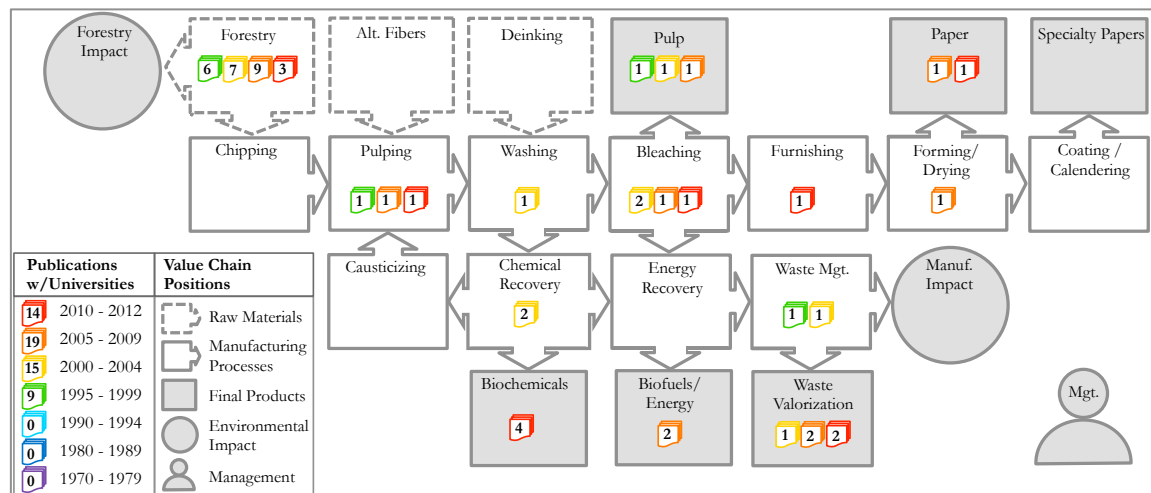 Forestry
Impact
Forestry
6 7 9 3
Alt. Fibers
Deinking
Pulp
1 1 1
Paper
1 1
Specialty Papers
Chipping
Pulping
1 1 1
Washing
1
Bleaching
2 1 1
Furnishing
1
Forming/
Drying
1
Coating /
Calendering
Causticizing
Chemical
Recovery
2
Energy
Recovery
Waste Mgt.
1 1
Manuf.
Impact
Biochemicals
4
Biofuels/
Energy
2
Waste
Valorization
1 2 2
Mgt.
Publications
w/Universities
14 2010 - 2012
19 2005 - 2009
15 2000 - 2004
9 1995 - 1999
0 1990 - 1994
0 1980 - 1989
0 1970 - 1979
Value Chain
Positions
Raw Materials
Manufacturing
Processes
Final Products
Environmental
Impact
Management